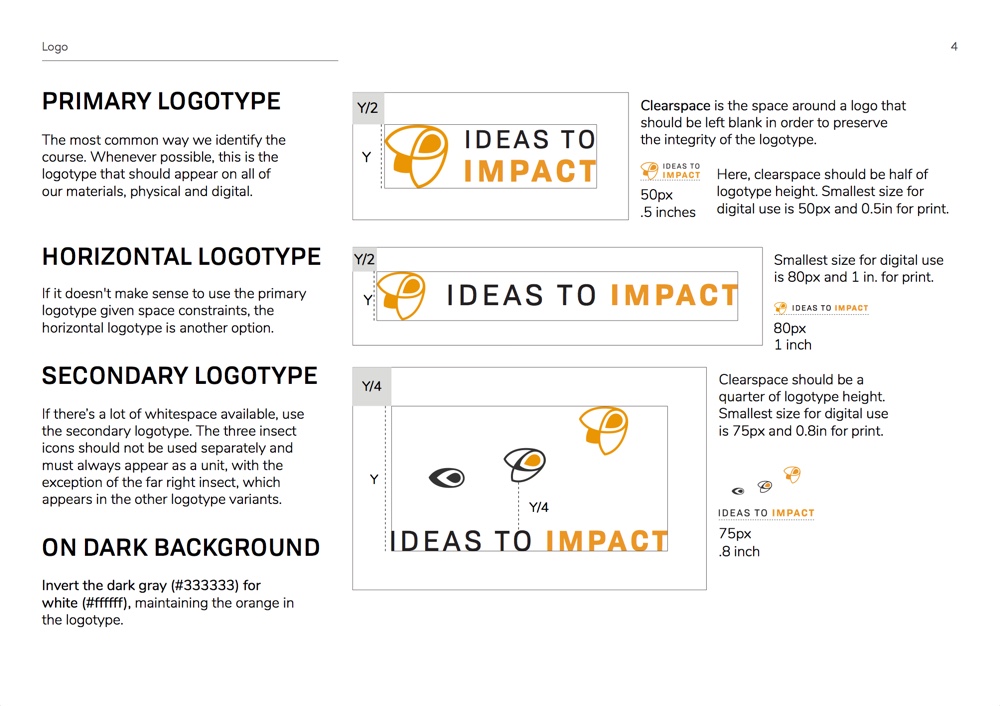 Logo
4
PRIMARY LOGOTYPE
The most common way we identify the
course. Whenever possible, this is the
logotype that should appear on all of
our materials, physical and digital.
Y/2
Y
IDEAS TO
IMPACT
Clearspace is the space around a logo that
should be left blank in order to preserve
the integrity of the logotype.
IDEAS TO
IMPACT
50px
.5 inches
Here, clearspace should be half of
logotype height. Smallest size for
digital use is 50px and 0.5in for print.
HORIZONTAL LOGOTYPE
If it doesn't make sense to use the primary
logotype given space constraints, the
horizontal logotype is another option.
Y/2
Y
IDEAS TO IMPACT
Smallest size for digital use
is 80px and 1 in. for print.
IDEAS TO IMPACT
80px
1 inch
SECONDARY LOGOTYPE
If there's a lot of whitespace available, use
the secondary logotype. The three insect
icons should not be used separately and
must always appear as a unit, with the
exception of the far right insect, which
appears in the other logotype variants.
Y/4
Y
Y/4
IDEAS TO IMPACT
Clearspace should be a
quarter of logotype height.
Smallest size for digital use
is 75px and 0.8in for print.
IDEAS TO IMPACT
75px
.8 inch
ON DARK BACKGROUND
Invert the dark gray (#333333) for
white (#ffffff), maintaining the orange in
the logotype.